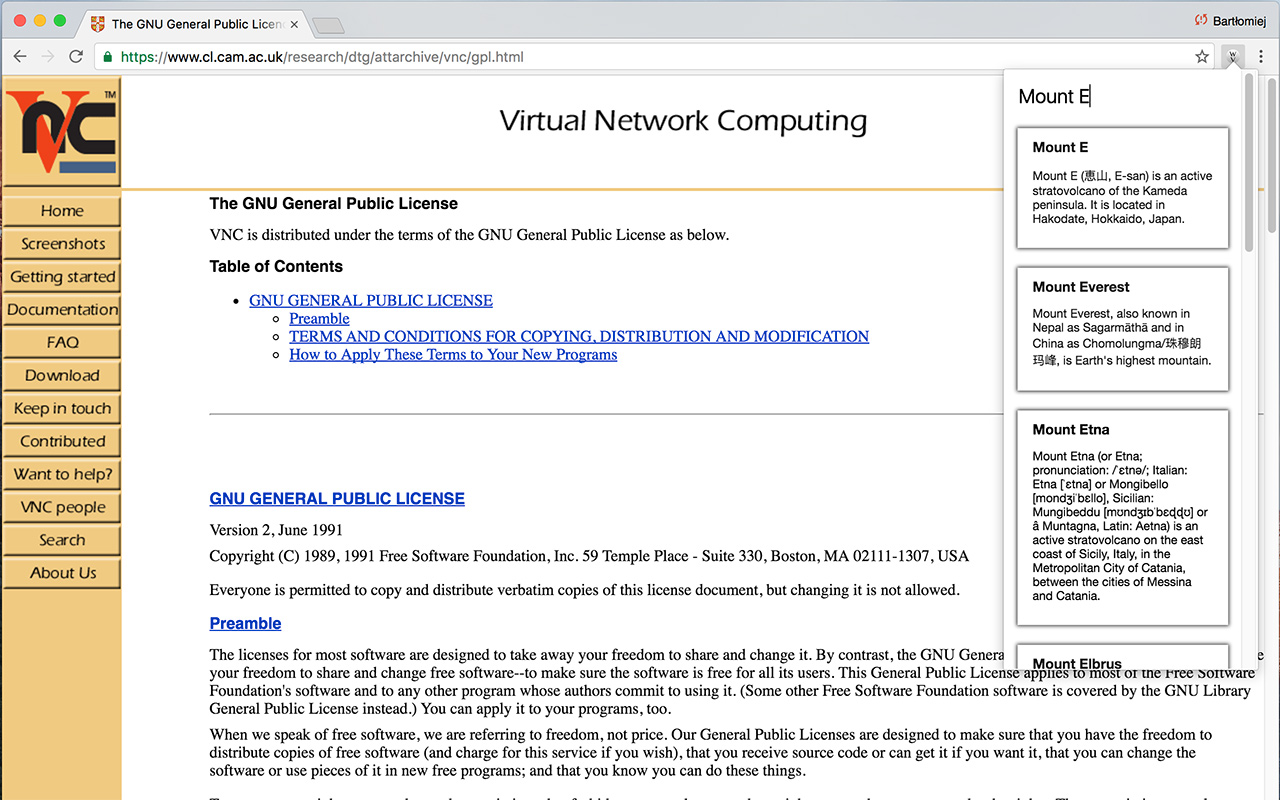 The GNU General Public Licen
Bartłomiej
https://www.cl.cam.ac.uk/research/dtg/attarchive/vnc/gpl.html
W
VNC
TM
Home
Screenshots
Getting started
Documentation
FAQ
Download
Keep in touch
Contributed
Want to help?
VNC people
Search
About Us
Virtual Network Computing
The GNU General Public License
VNC is distributed under the terms of the GNU General Public License as below.
Table of Contents
GNU GENERAL PUBLIC LICENSE
Preamble
TERMS AND CONDITIONS FOR COPYING, DISTRIBUTION AND MODIFICATION
How to Apply These Terms to Your New Programs
GNU GENERAL PUBLIC LICENSE
Version 2, June 1991
Copyright (C) 1989, 1991 Free Software Foundation, Inc. 59 Temple Place - Suite 330, Boston, MA 02111-1307, USA
Everyone is permitted to copy and distribute verbatim copies of this license document, but changing it is not allowed.
Preamble
The licenses for most software are designed to take away your freedom to share and change it. By contrast, the GNU Genera
your freedom to share and change free software--to make sure the software is free for all its users. This General Public License applies to most of the Free Software
Foundation's software and to any other program whose authors commit to using it. (Some other Free Software Foundation software is covered by the GNU Library
General Public License instead.) You can apply it to your programs, too.
When we speak of free software, we are referring to freedom, not price. Our General Public Licenses are designed to make sure that you have the freedom to
distribute copies of free software (and charge for this service if you wish), that you receive source code or can get it if you want it, that you can change the
software or use pieces of it in new free programs; and that you know you can do these things.
Mount E
Mount E
Mount E (恵山, E-san) is an active
stratovolcano of the Kameda
peninsula. It is located in
Hakodate, Hokkaido, Japan.
Mount Everest
Mount Everest, also known in
Nepal as Sagarmāthā and in
China as Chomolungma/珠穆朗
玛峰, is Earth's highest mountain.
Mount Etna
Mount Etna (or Etna;
pronunciation: /ˈɛtnə/; Italian:
Etna [ˈɛtna] or Mongibello
[mondʒiˈbɛllo], Sicilian:
Mungibeddu [mʊndʒɪbˈbɛɖɖʊ] or
â Muntagna, Latin: Aetna) is an
active stratovolcano on the east
coast of Sicily, Italy, in the
Metropolitan City of Catania,
between the cities of Messina
and Catania.
Mount Elbrus